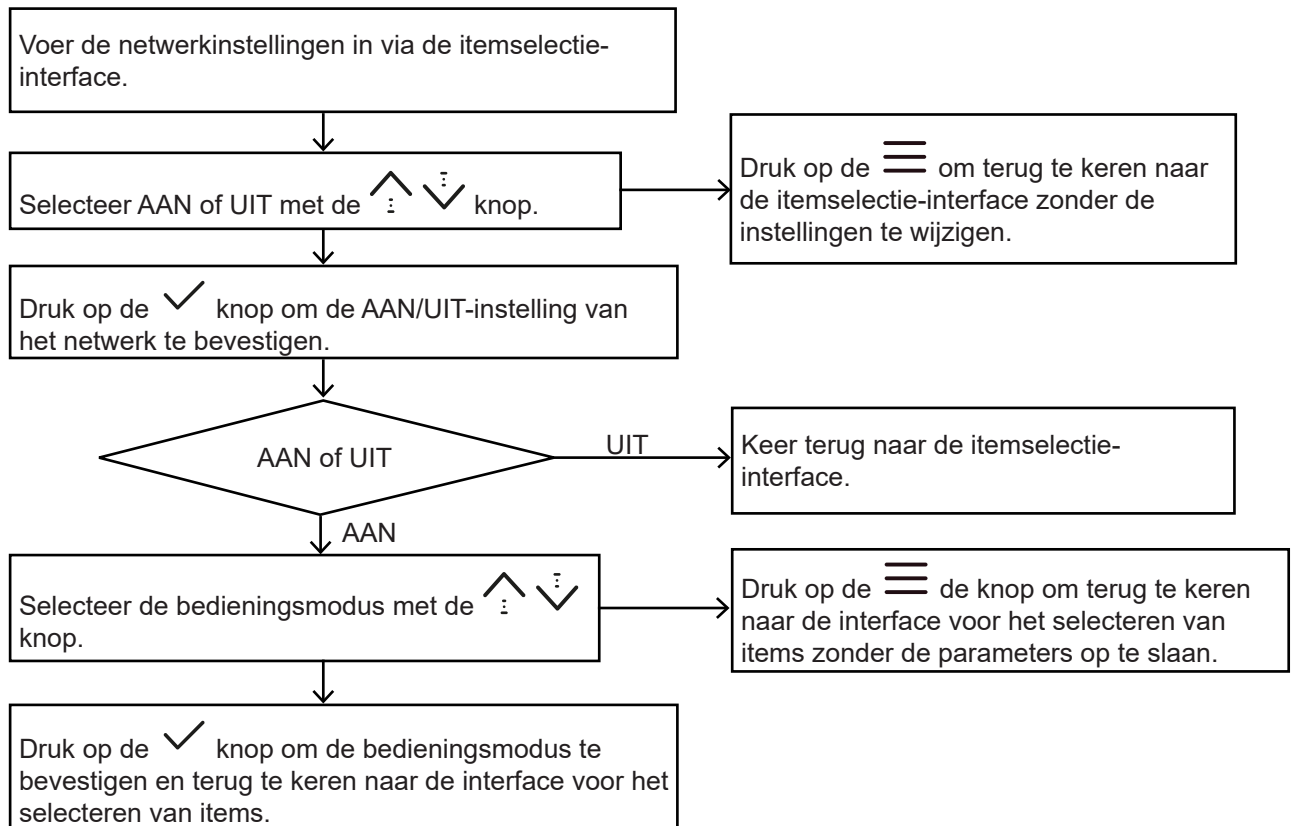 Voer de netwerkinstellingen in via de itemselectie-
interface.
Selecteer AAN of UIT met de knop.
Druk op de om terug te keren naar
de itemselectie-interface zonder de
instellingen te wijzigen.
Druk op de knop om de AAN/UIT-instelling van
het netwerk te bevestigen.
AAN of UIT
UIT
Keer terug naar de itemselectie-
interface.
AAN
Selecteer de bedieningsmodus met de
knop.
Druk op de de knop om terug te keren
naar de interface voor het selecteren van
items zonder de parameters op te slaan.
Druk op de knop om de bedieningsmodus te
bevestigen en terug te keren naar de interface voor het
selecteren van items.